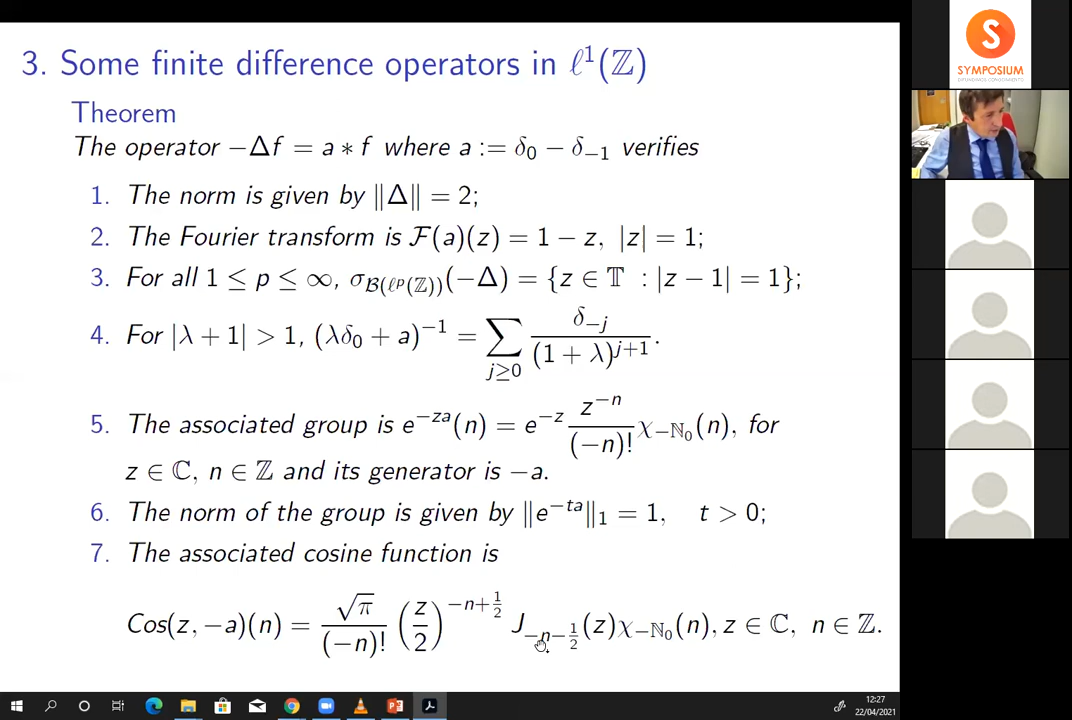 3. Some finite difference operators in ℓ¹(ℤ)
SYMPOSIUM
Theorem
The operator −Δf = a ∗ f where a := δ₀ − δ₋₁ verifies
1. The norm is given by ‖Δ‖ = 2;
2. The Fourier transform is ℱ(a)(z) = 1 − z, |z| = 1;
3. For all 1 ≤ p ≤ ∞, σ_{ℬ(ℓ^p(ℤ))}(−Δ) = {z ∈ 𝕋 : |z − 1| = 1};
4. For |λ + 1| > 1, (λδ₀ + a)^{−1} = ∑_{j≥0} δ_{−j} / (1 + λ)^{j+1}.
5. The associated group is e^{−za}(n) = e^{−z} z^{−n} / (−n)! χ_{−ℕ₀}(n), for
z ∈ ℂ, n ∈ ℤ and its generator is −a.
6. The norm of the group is given by ‖e^{−ta}‖₁ = 1, t > 0;
7. The associated cosine function is
Cos(z, −a)(n) = √π / (−n)! (z/2)^{−n+1/2} J_{−n−1/2}(z)χ_{−ℕ₀}(n), z ∈ ℂ, n ∈ ℤ.
12:27
22/04/2021